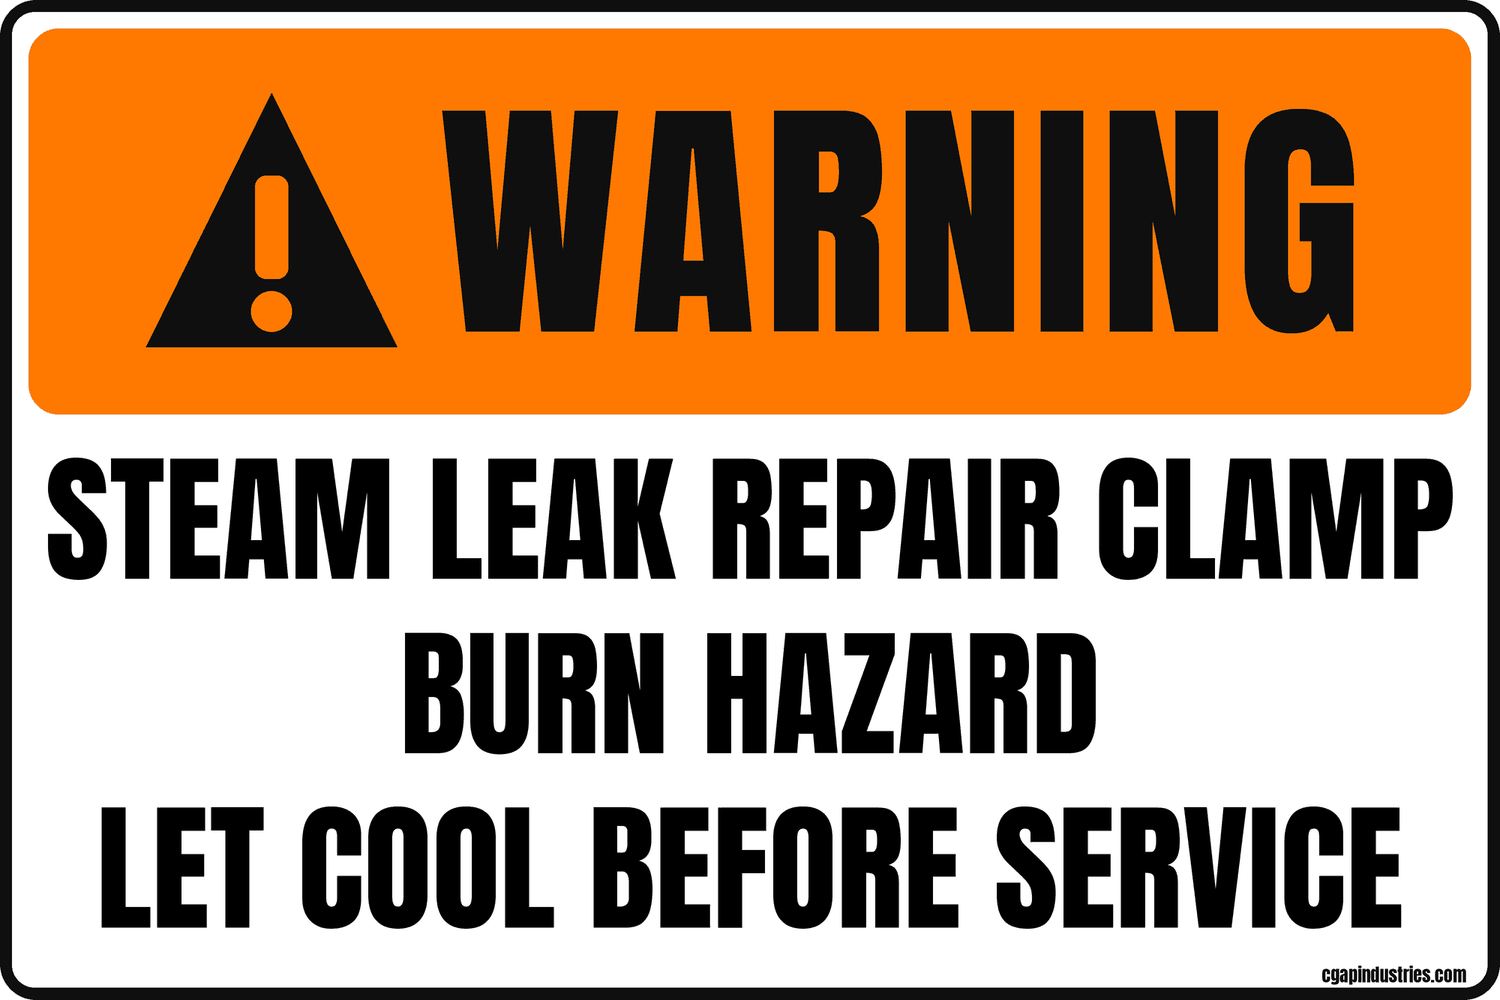 WARNING
STEAM LEAK REPAIR CLAMP
BURN HAZARD
LET COOL BEFORE SERVICE
cgapindustries.com